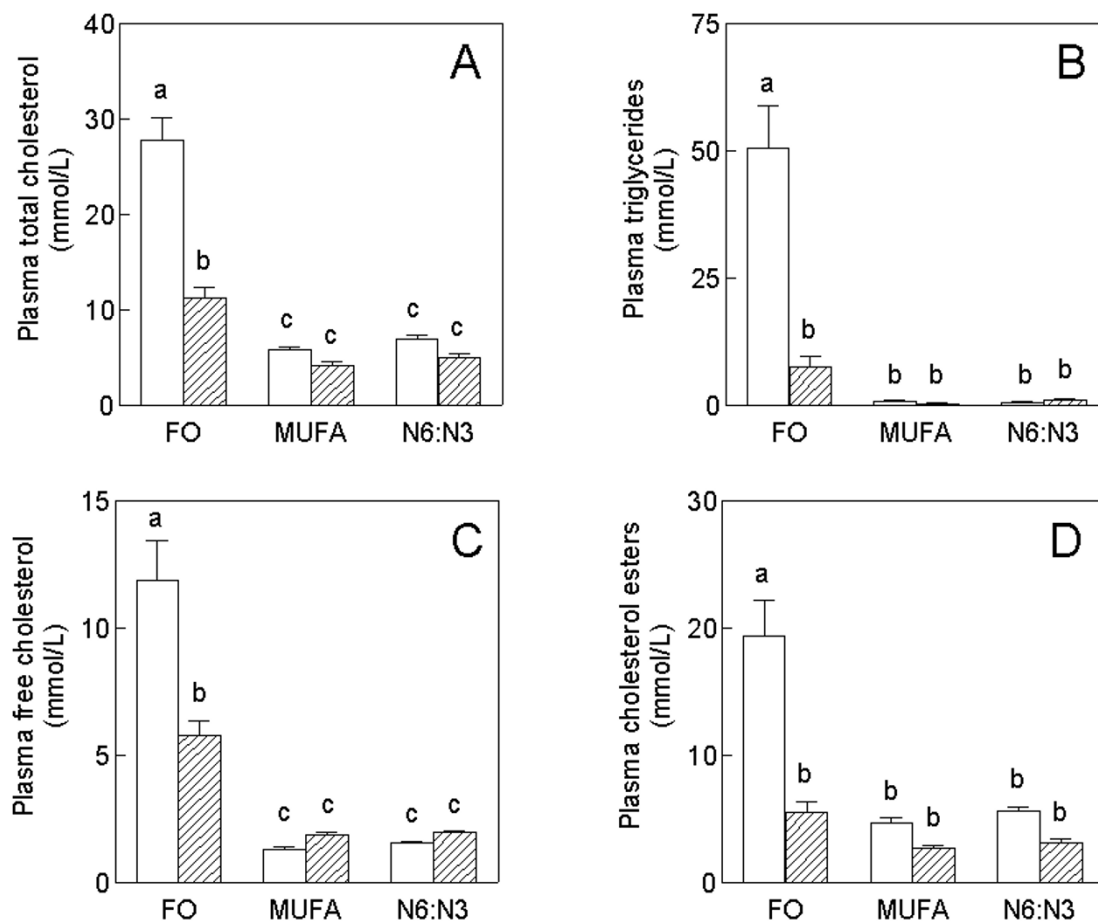 A
Plasma total cholesterol
(mmol/L)
40
30
20
10
0
a
b
c
c
c
c
FO MUFA N6:N3
B
Plasma triglycerides
(mmol/L)
75
50
25
0
a
b
b
b
b
b
FO MUFA N6:N3
C
Plasma free cholesterol
(mmol/L)
15
10
5
0
a
b
c
c
c
c
FO MUFA N6:N3
D
Plasma cholesterol esters
(mmol/L)
30
20
10
0
a
b
b
b
b
b
FO MUFA N6:N3